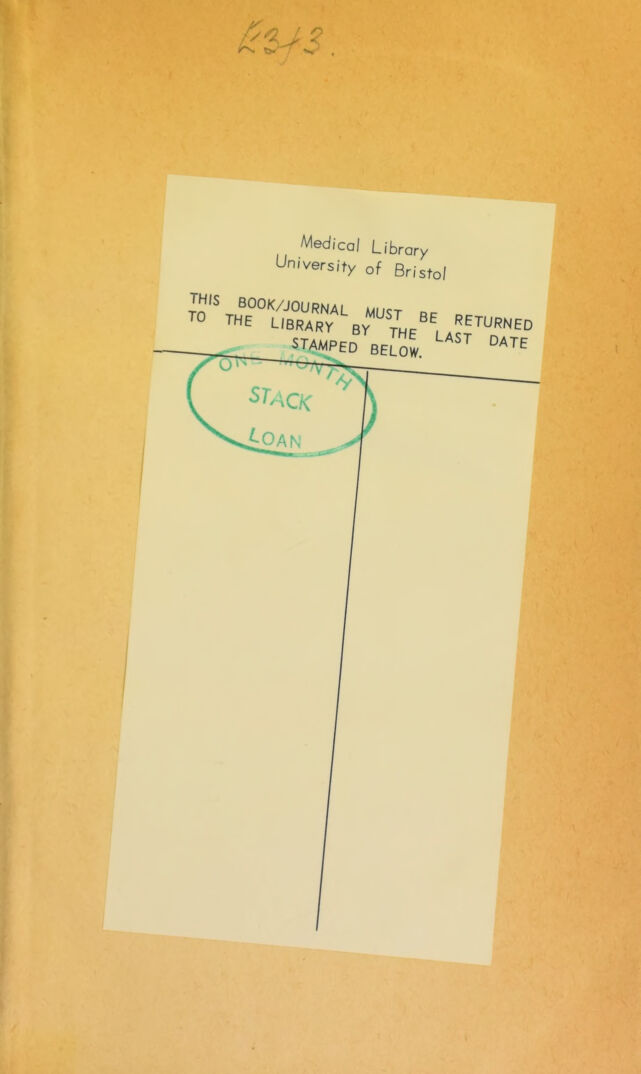 Medical Library
University of Bristol
THIS BOOK/JOURNAL MUST BE RETURNED
TO THE LIBRARY BY THE LAST DATE
STAMPED BELOW.
ONE MONTH
STACK
LOAN